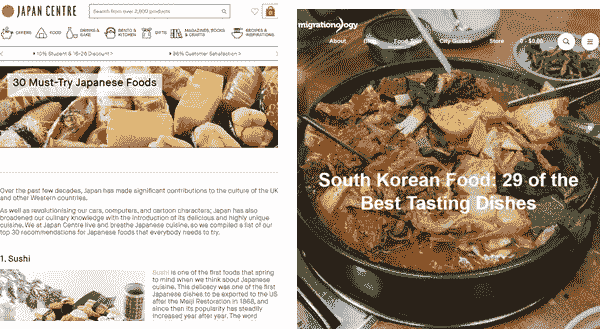 JAPAN CENTRE
Search from over 2,500 products
OFFERS
FOOD
DRINKS &
SAKE
BENTO &
KITCHEN
GIFTS
MAGAZINES, BOOKS
& CRAFTS
RECIPES &
INSPIRATIONS
10% Student & 16-26 Discount >
96% Customer Satisfaction >
30 Must-Try Japanese Foods
Over the past few decades, Japan has made significant contributions to the culture of the UK
and other Western countries.
As well as revolutionising our cars, computers, and cartoon characters; Japan has also
broadened our culinary knowledge with the introduction of its delicious and highly unique
cuisine. We at Japan Centre live and breathe Japanese cuisine, so we compiled a list of our
top 30 recommendations for Japanese foods that everybody needs to try.
1. Sushi
Sushi is one of the first foods that spring
to mind when we think about Japanese
cuisine. This delicacy was one of the first
Japanese dishes to be exported to the US
after the Meiji Restoration in 1868, and
since then its popularity has steadily
increased year after year. The word
migrationology
About
Food
City Guides
Store
South Korean Food: 29 of the
Best Tasting Dishes